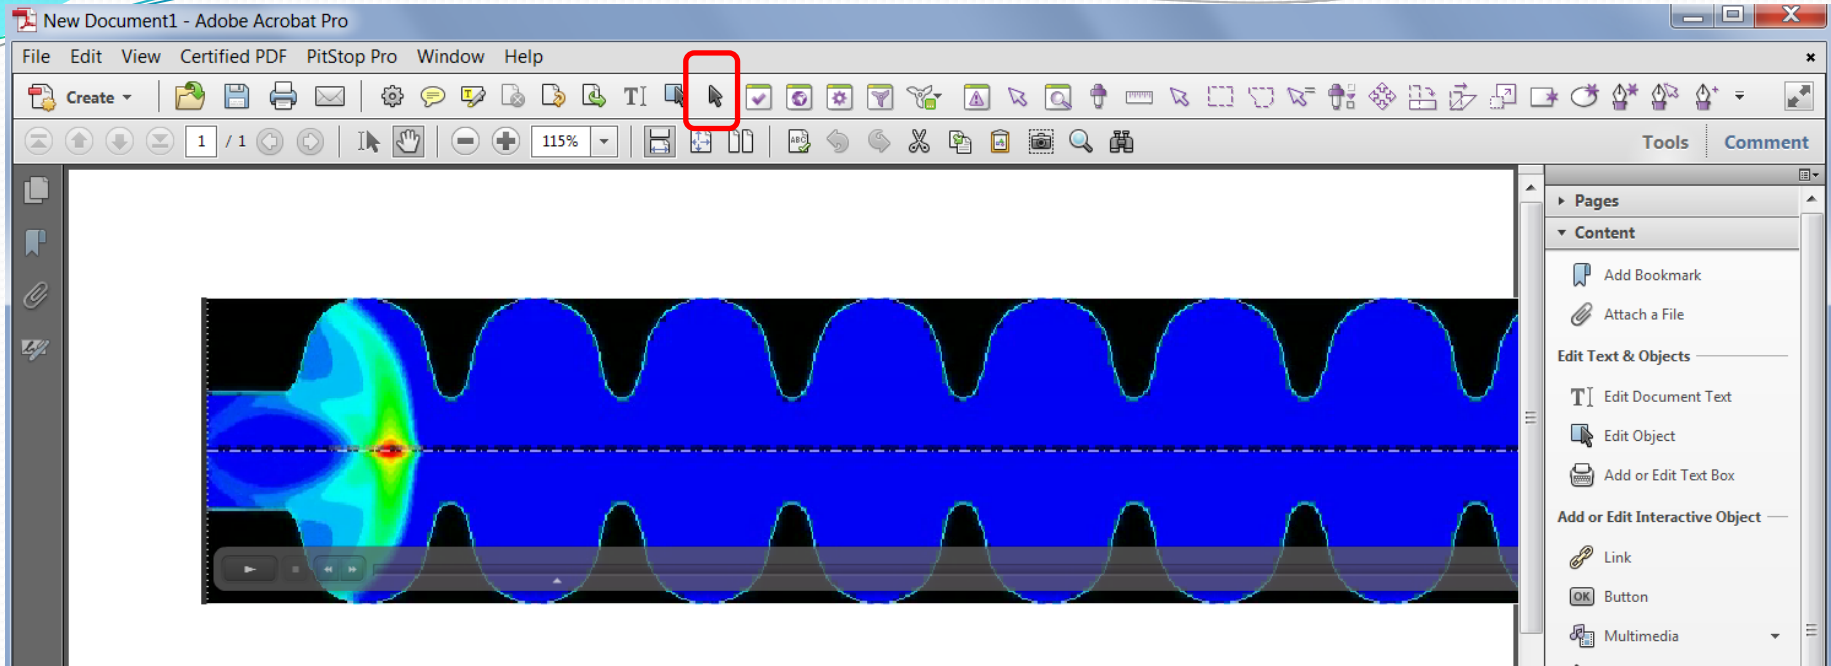 New Document1 - Adobe Acrobat Pro
File Edit View Certified PDF PitStop Pro Window Help
Create
1 / 1 115% Tools Comment
Pages
Content
Add Bookmark
Attach a File
Edit Text & Objects
Edit Document Text
Edit Object
Add or Edit Text Box
Add or Edit Interactive Object
Link
OK Button
Multimedia